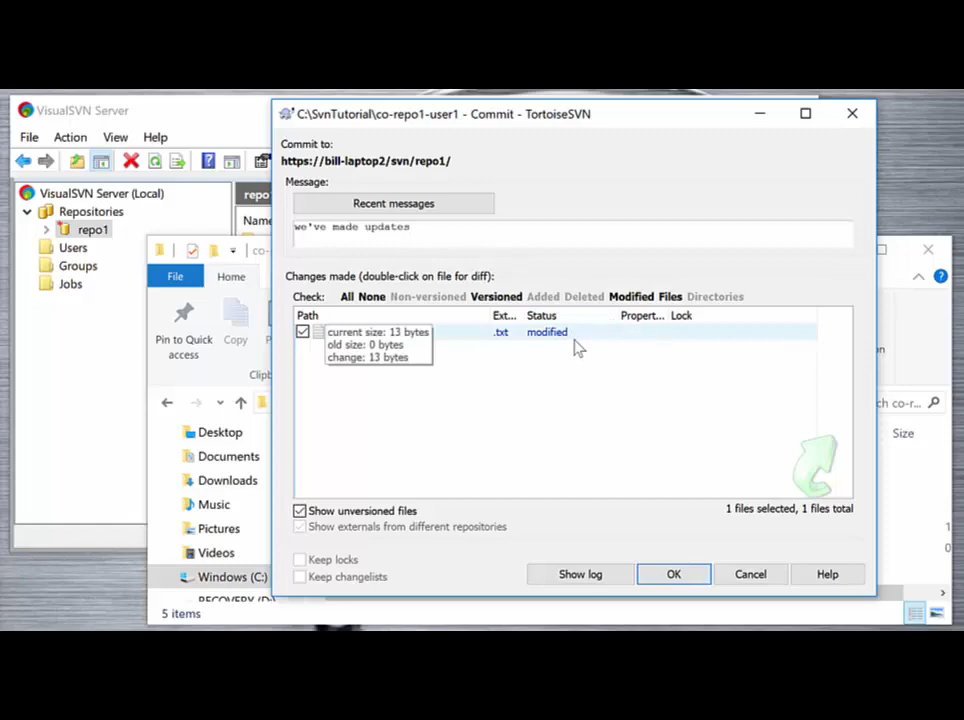 VisualSVN Server
File Action View Help
VisualSVN Server (Local)
Repositories
repo1
Users
Groups
Jobs
Name
File Home
Pin to Quick
access
Copy
Desktop
Documents
Downloads
Music
Pictures
Videos
Windows (C:)
RECOVERY (D:)
5 items
Size
C:\SvnTutorial\co-repo1-user1 - Commit - TortoiseSVN
Commit to:
https://bill-laptop2/svn/repo1/
Message:
Recent messages
we've made updates
Changes made (double-click on file for diff):
Check: All None Non-versioned Versioned Added Deleted Modified Files Directories
Path Ext... Status Propert... Lock
.txt modified
current size: 13 bytes
old size: 0 bytes
change: 13 bytes
Show unversioned files
1 files selected, 1 files total
Show externals from different repositories
Keep locks
Keep changelists
Show log OK Cancel Help